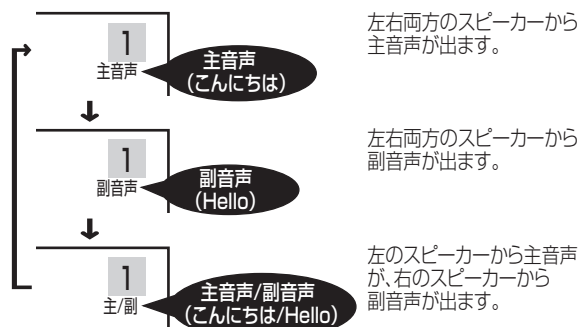 1
主音声
主音声
(こんにちは)
左右両方のスピーカーから
主音声が出ます。
1
副音声
副音声
(Hello)
左右両方のスピーカーから
副音声が出ます。
1
主/副
主音声/副音声
(こんにちは/Hello)
左のスピーカーから主音声
が、右のスピーカーから
副音声が出ます。